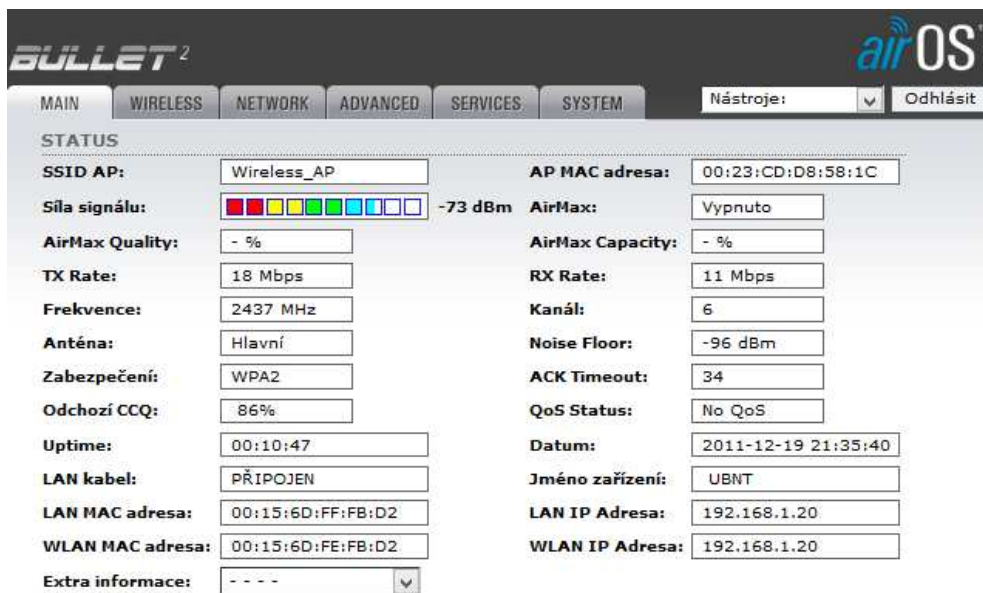 BULLET 2
airOS
MAIN WIRELESS NETWORK ADVANCED SERVICES SYSTEM Nástroje: Odhlásit
STATUS
SSID AP: Wireless_AP AP MAC adresa: 00:23:CD:D8:58:1C
Síla signálu: -73 dBm AirMax: Vypnuto
AirMax Quality: - % AirMax Capacity: - %
TX Rate: 18 Mbps RX Rate: 11 Mbps
Frekvence: 2437 MHz Kanál: 6
Anténa: Hlavní Noise Floor: -96 dBm
Zabezpečení: WPA2 ACK Timeout: 34
Odchozí CCQ: 86% QoS Status: No QoS
Uptime: 00:10:47 Datum: 2011-12-19 21:35:40
LAN kabel: PŘIPOJEN Jméno zařízení: UBNT
LAN MAC adresa: 00:15:6D:FF:FB:D2 LAN IP Adresa: 192.168.1.20
WLAN MAC adresa: 00:15:6D:FE:FB:D2 WLAN IP Adresa: 192.168.1.20
Extra informace: - - - -